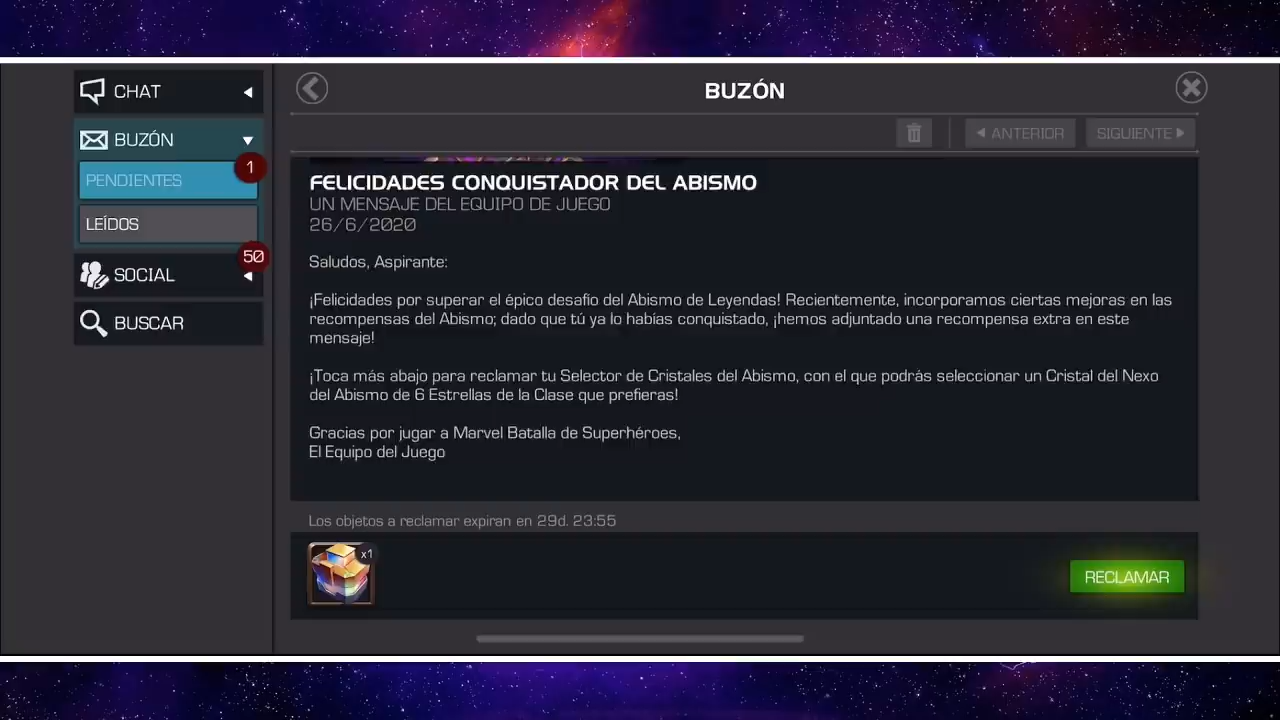 CHAT
BUZÓN
PENDIENTES
1
LEÍDOS
50
SOCIAL
BUSCAR
BUZÓN
ANTERIOR
SIGUIENTE
FELICIDADES CONQUISTADOR DEL ABISMO
UN MENSAJE DEL EQUIPO DE JUEGO
26/6/2020
Saludos, Aspirante:
¡Felicidades por superar el épico desafío del Abismo de Leyendas! Recientemente, incorporamos ciertas mejoras en las
recompensas del Abismo; dado que tú ya lo habías conquistado, ¡hemos adjuntado una recompensa extra en este
mensaje!
¡Toca más abajo para reclamar tu Selector de Cristales del Abismo, con el que podrás seleccionar un Cristal del Nexo
del Abismo de 6 Estrellas de la Clase que prefieras!
Gracias por jugar a Marvel Batalla de Superhéroes,
El Equipo del Juego
Los objetos a reclamar expiran en 29d. 23:55
x1
RECLAMAR